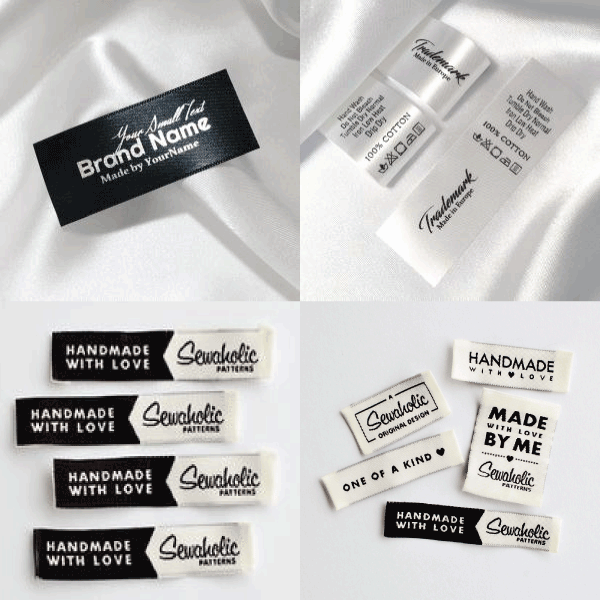 Your Small Text
Brand Name
Made by YourName
Trademark
Made in Europe
Hand Wash
Do Not Bleach
Tumble Dry Normal
Iron Low Heat
Drip Dry
100% COTTON
Hand Wash
Do Not Bleach
Tumble Dry Normal
Iron Low Heat
Drip Dry
100% COTTON
Trademark
Made in Europe
HANDMADE
WITH LOVE
Sewaholic
PATTERNS
HANDMADE
WITH LOVE
Sewaholic
PATTERNS
HANDMADE
WITH LOVE
Sewaholic
PATTERNS
HANDMADE
WITH LOVE
Sewaholic
PATTERNS
HANDMADE
WITH ♥ LOVE
A
Sewaholic
ORIGINAL DESIGN
MADE
WITH LOVE
BY ME
Sewaholic
PATTERNS
ONE OF A KIND ♥
HANDMADE
WITH LOVE
Sewaholic
PATTERNS